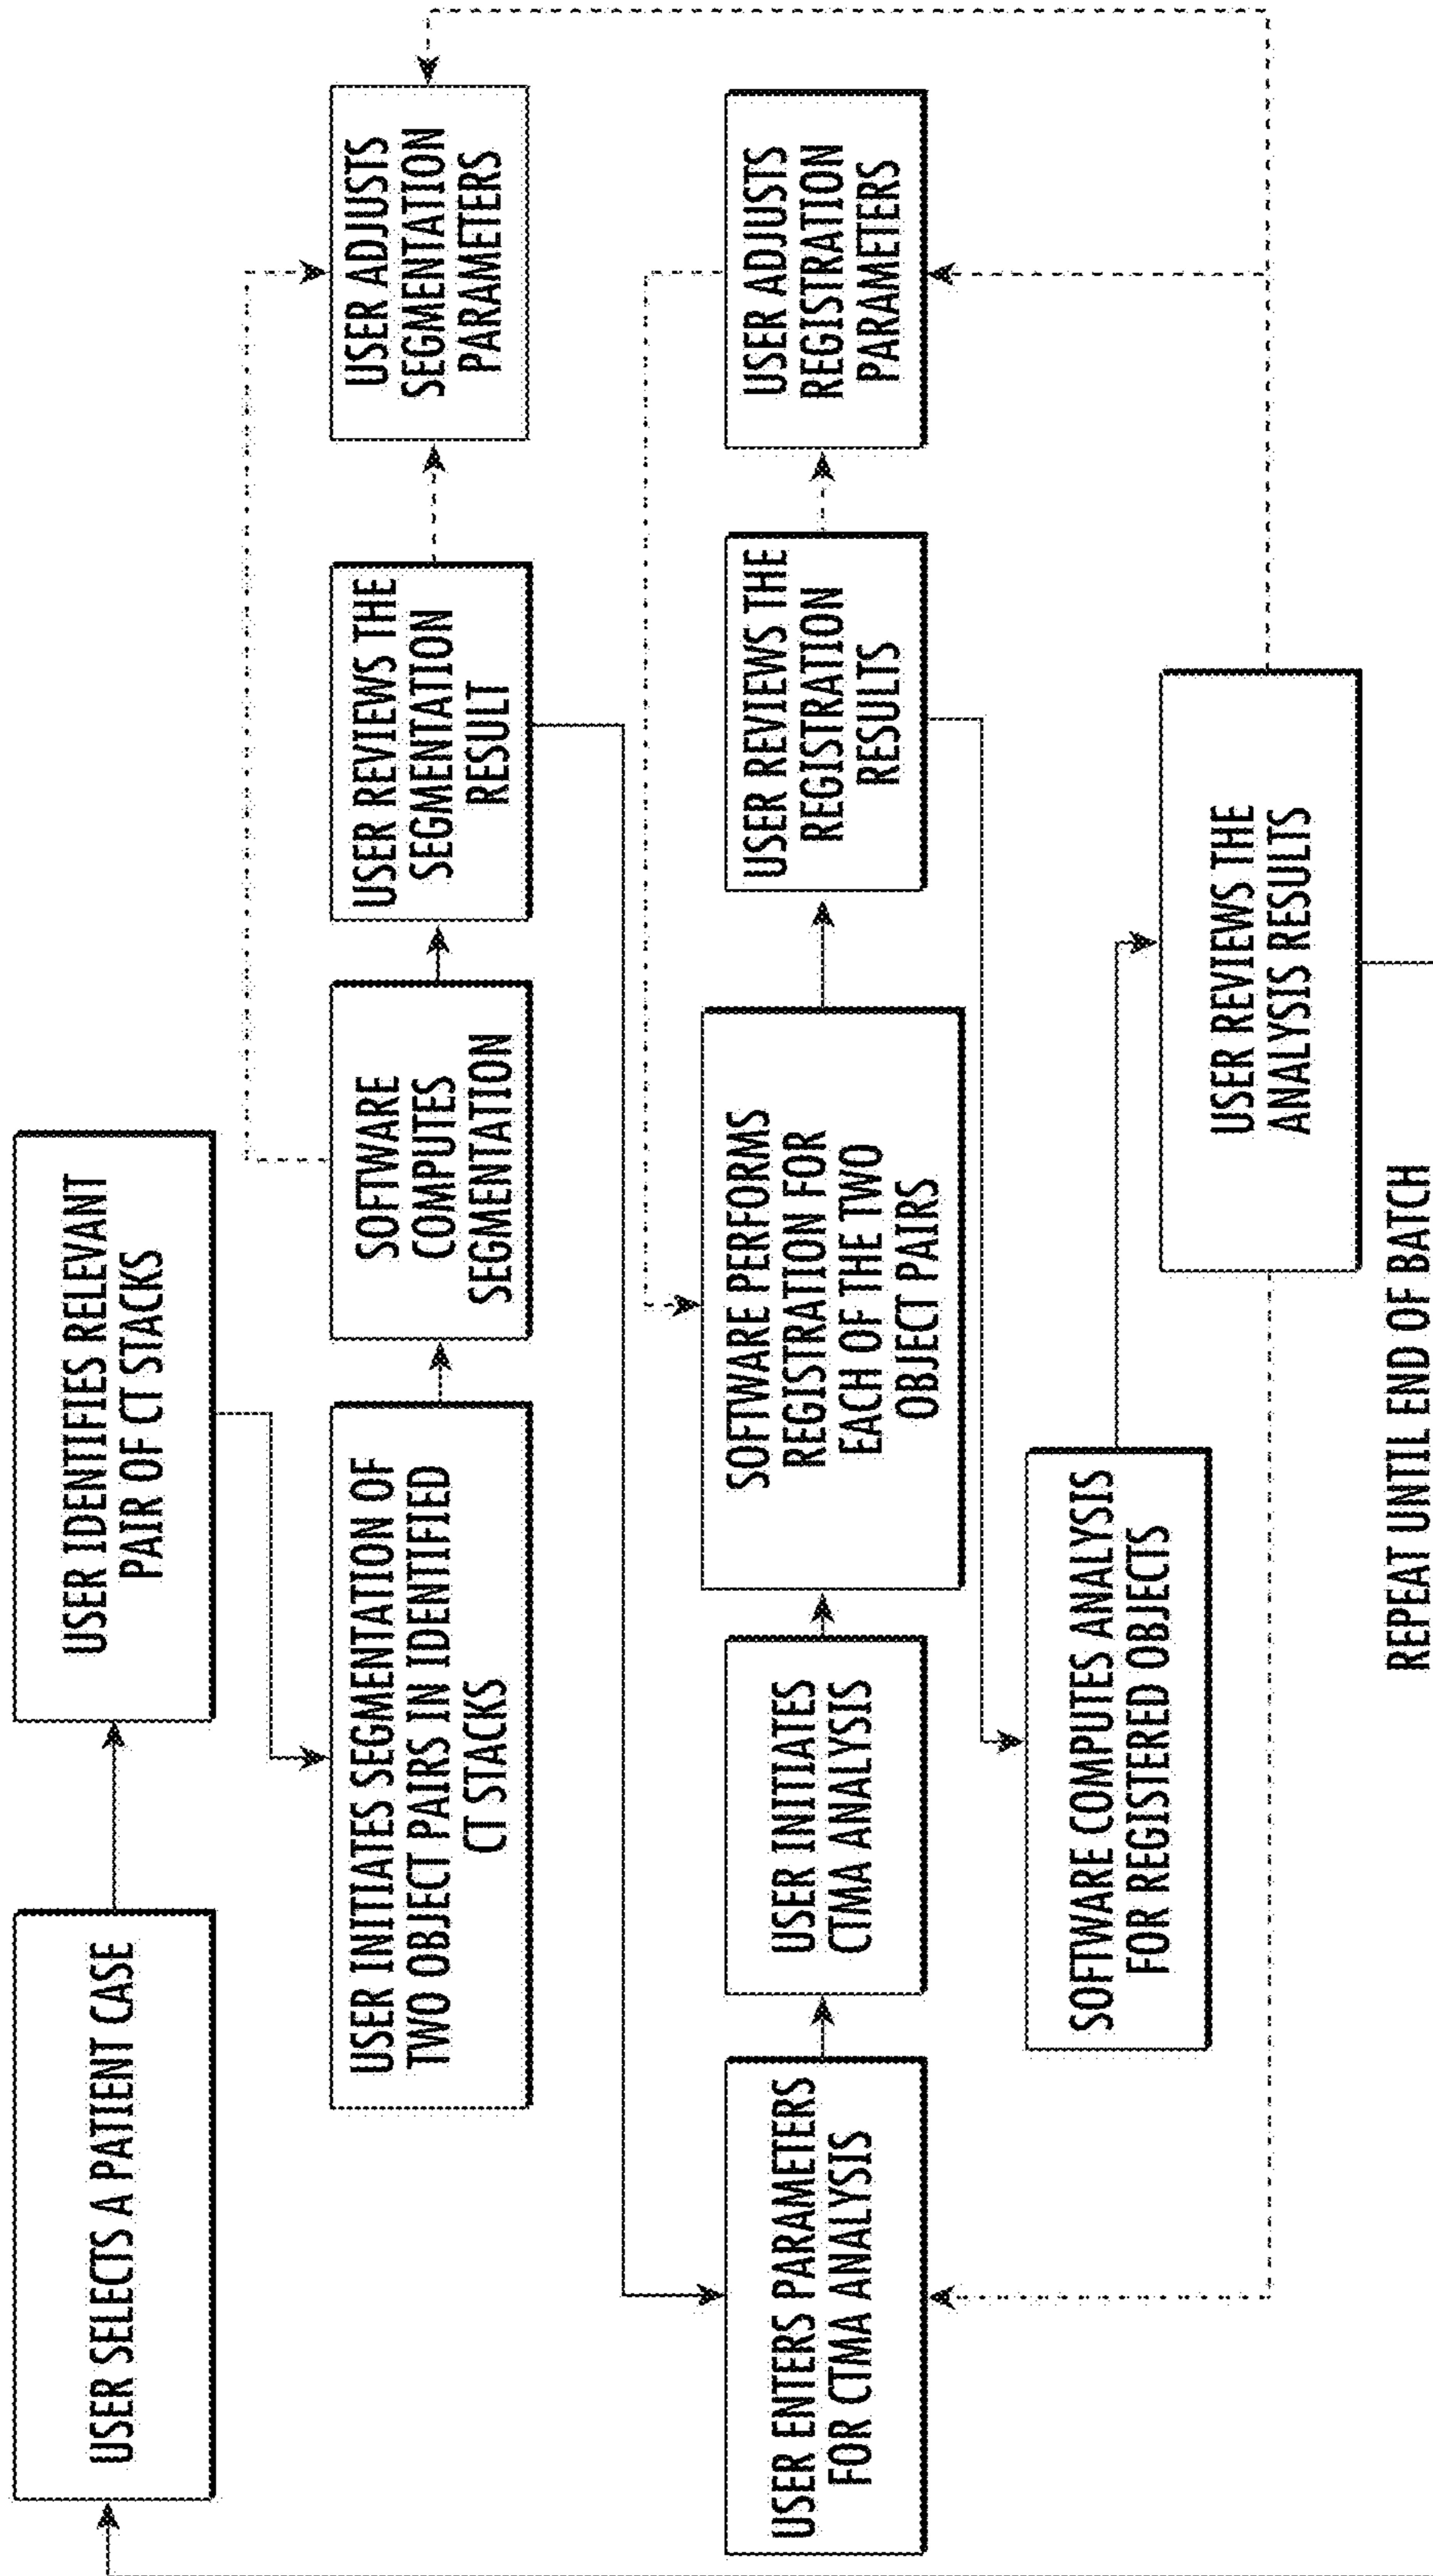 USER SELECTS A PATIENT CASE
USER IDENTIFIES RELEVANT
PAIR OF CT STACKS
USER INITIATES SEGMENTATION OF
TWO OBJECT PAIRS IN IDENTIFIED
CT STACKS
SOFTWARE
COMPUTES
SEGMENTATION
USER REVIEWS THE
SEGMENTATION
RESULT
USER ADJUSTS
SEGMENTATION
PARAMETERS
USER ENTERS PARAMETERS
FOR CTMA ANALYSIS
USER INITIATES
CTMA ANALYSIS
SOFTWARE PERFORMS
REGISTRATION FOR
EACH OF THE TWO
OBJECT PAIRS
USER REVIEWS THE
REGISTRATION
RESULTS
USER ADJUSTS
REGISTRATION
PARAMETERS
SOFTWARE COMPUTES ANALYSIS
FOR REGISTERED OBJECTS
USER REVIEWS THE
ANALYSIS RESULTS
REPEAT UNTIL END OF BATCH